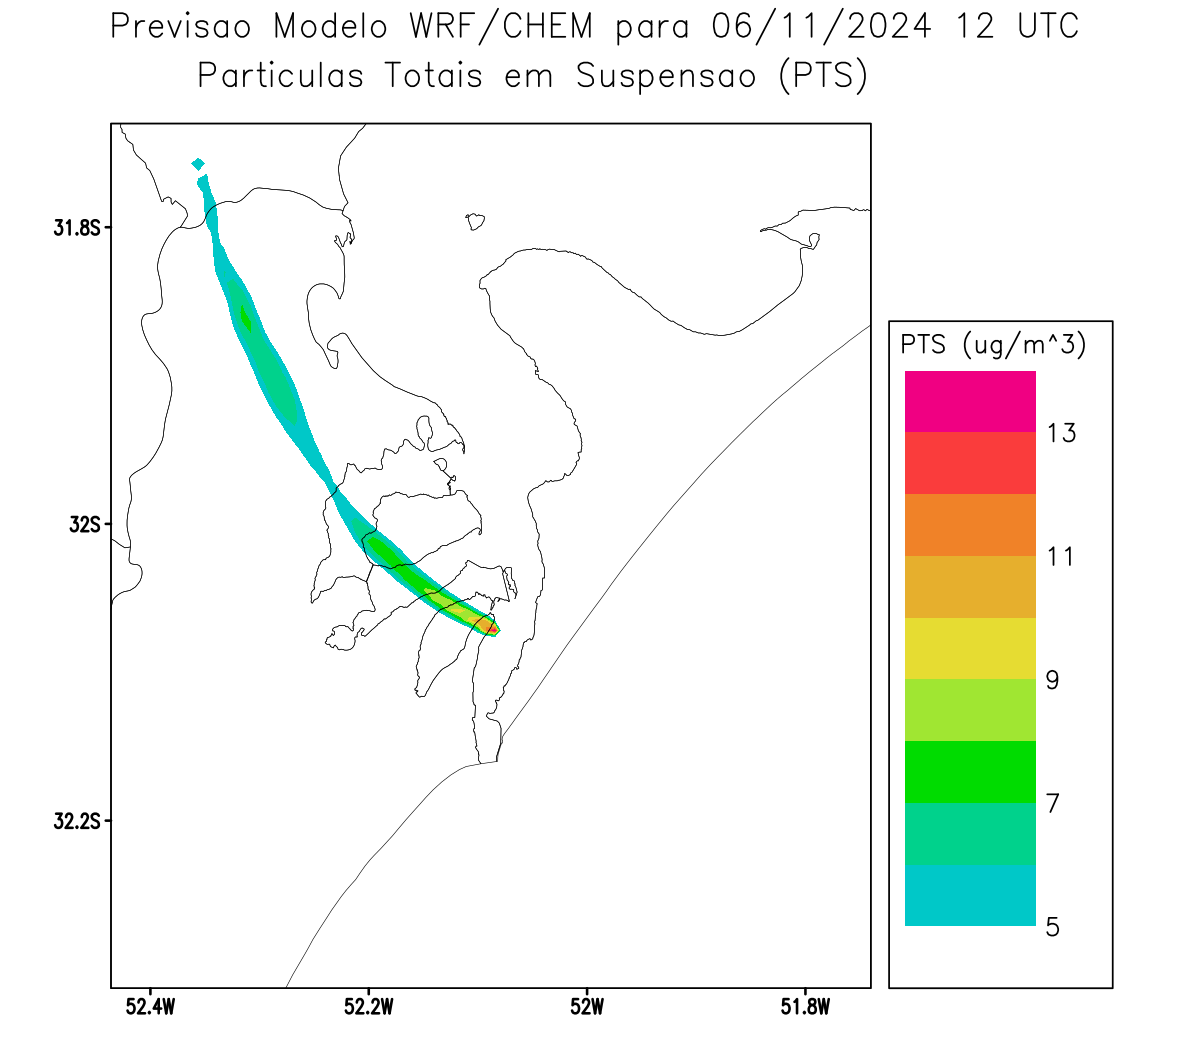 Previsao Modelo WRF/CHEM para 06/11/2024 12 UTC
Particulas Totais em Suspensao (PTS)
31.8S
32S
32.2S
52.4W
52.2W
52W
51.8W
PTS (ug/m^3)
13
11
9
7
5